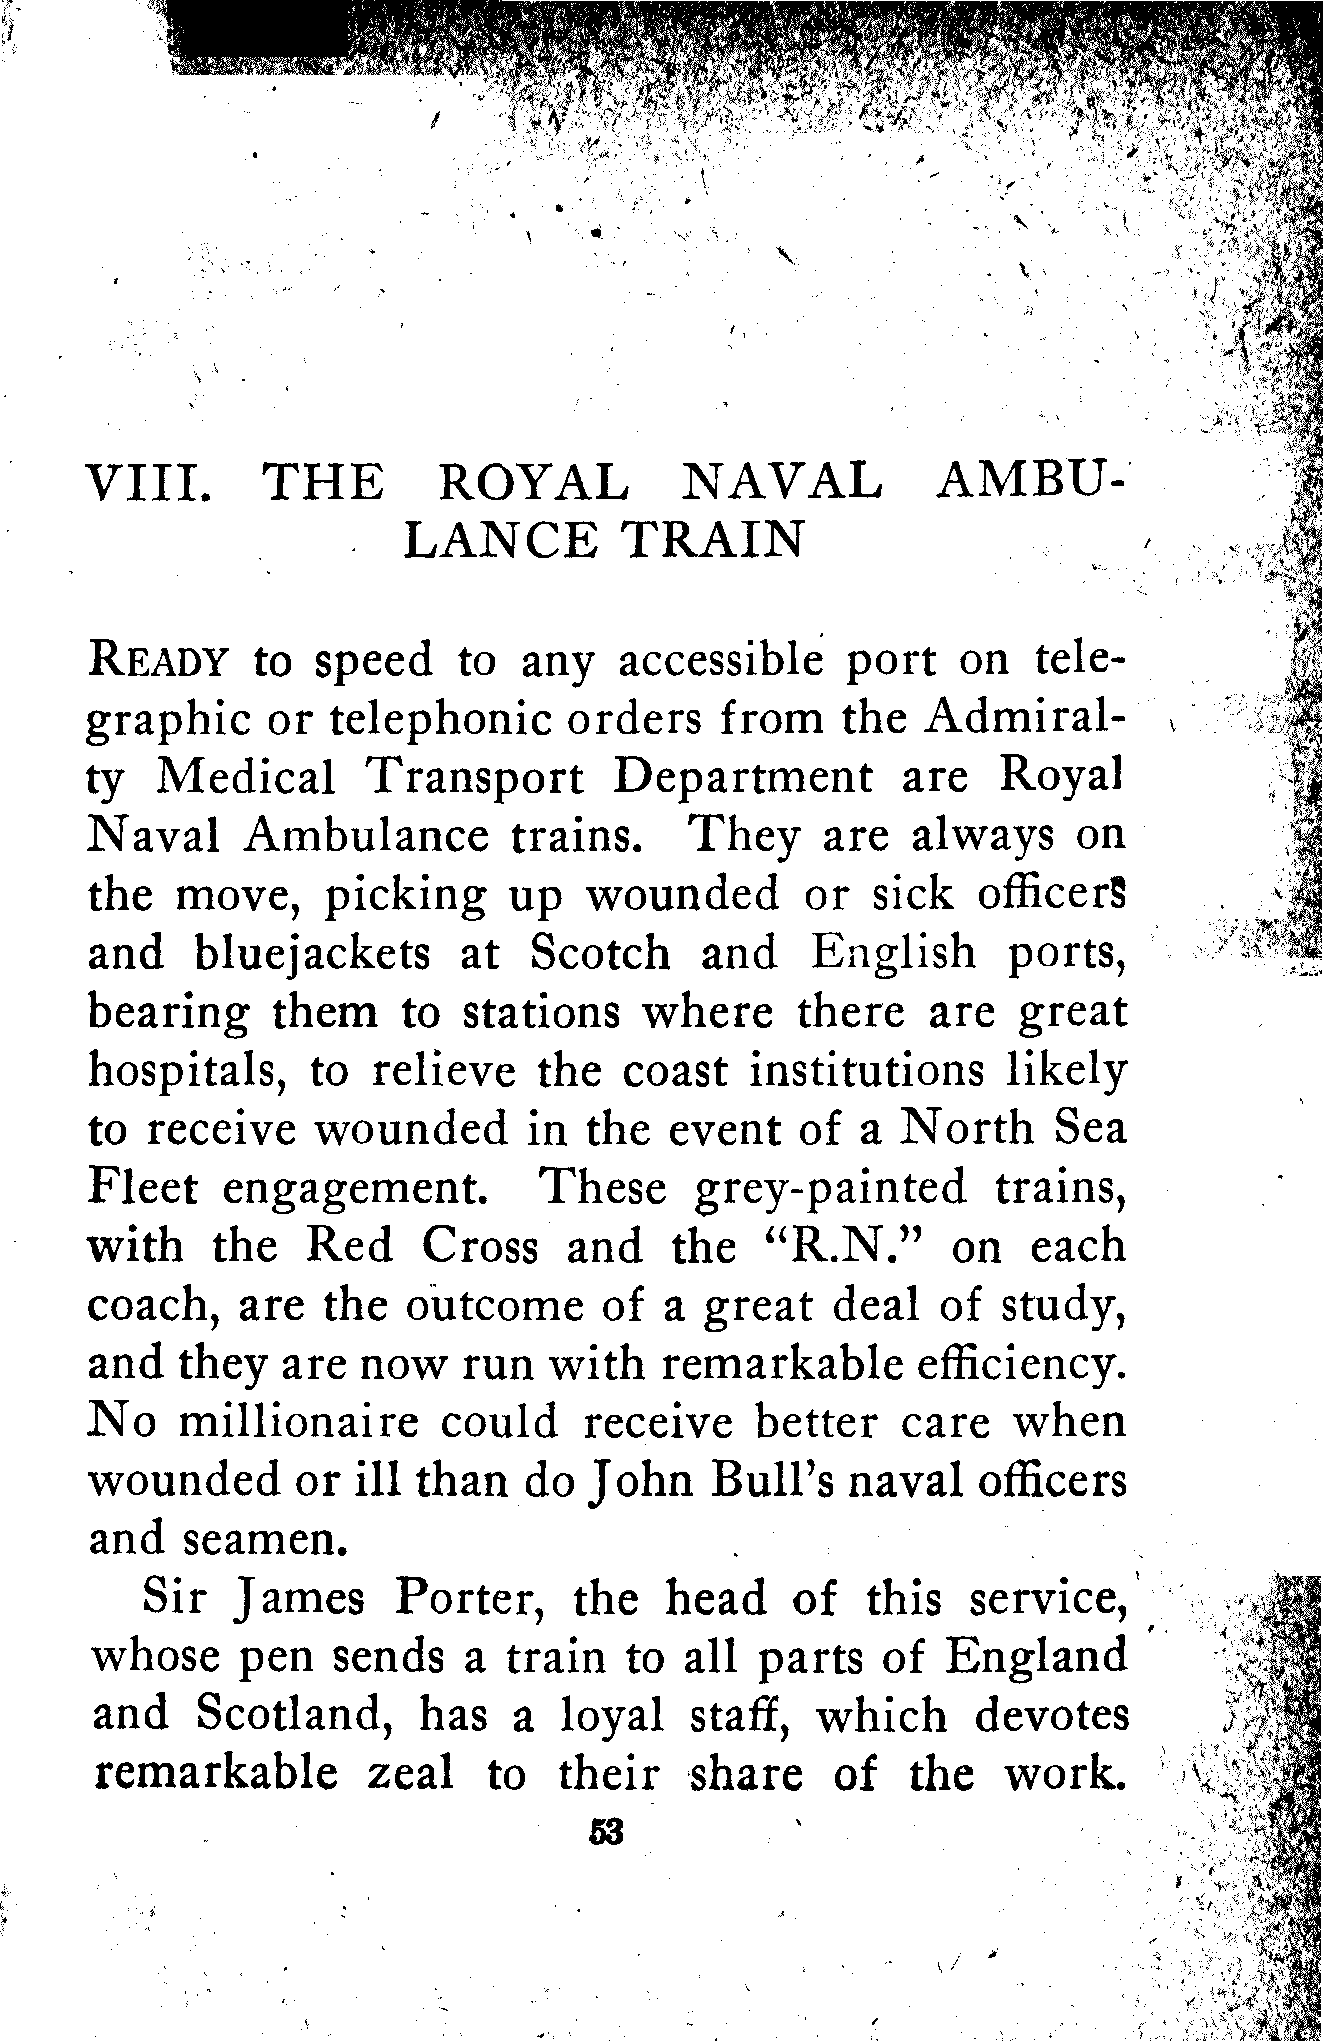 VIII. THE ROYAL NAVAL AMBU-
LANCE TRAIN
READY to speed to any accessible port on tele-
graphic or telephonic orders from the Admiral-
ty Medical Transport Department are Royal
Naval Ambulance trains. They are always on
the move, picking up wounded or sick officers
and bluejackets at Scotch and English ports,
bearing them to stations where there are great
hospitals, to relieve the coast institutions likely
to receive wounded in the event of a North Sea
Fleet engagement. These grey-painted trains,
with the Red Cross and the “R.N.” on each
coach, are the outcome of a great deal of study,
and they are now run with remarkable efficiency.
No millionaire could receive better care when
wounded or ill than do John Bull’s naval officers
and seamen.
Sir James Porter, the head of this service,
whose pen sends a train to all parts of England
and Scotland, has a loyal staff, which devotes
remarkable zeal to their share of the work.
53